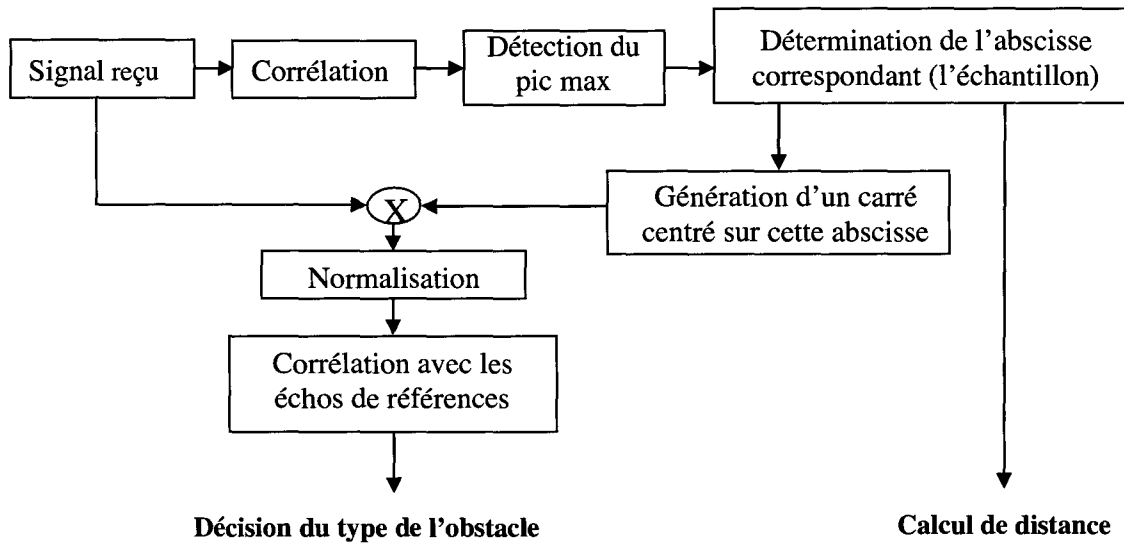 Signal reçu
Corrélation
Détection du
pic max
Détermination de l’abscisse
correspondant (l’échantillon)
Génération d’un carré
centré sur cette abscisse
X
Normalisation
Corrélation avec les
échos de références
Décision du type de l’obstacle
Calcul de distance